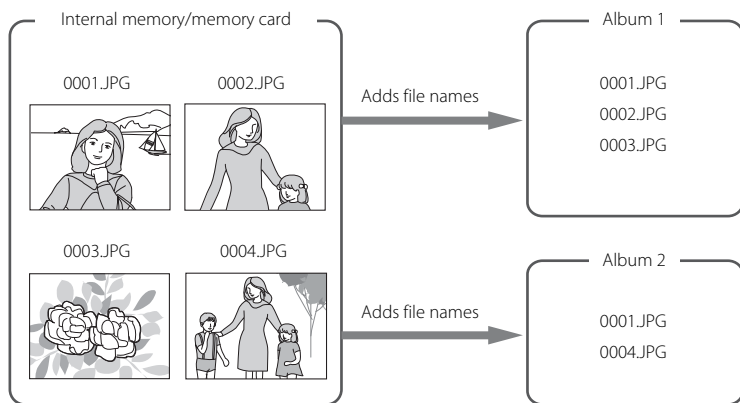 Internal memory/memory card
0001.JPG
0002.JPG
0003.JPG
0004.JPG
Adds file names
Adds file names
Album 1
0001.JPG
0002.JPG
0003.JPG
Album 2
0001.JPG
0004.JPG